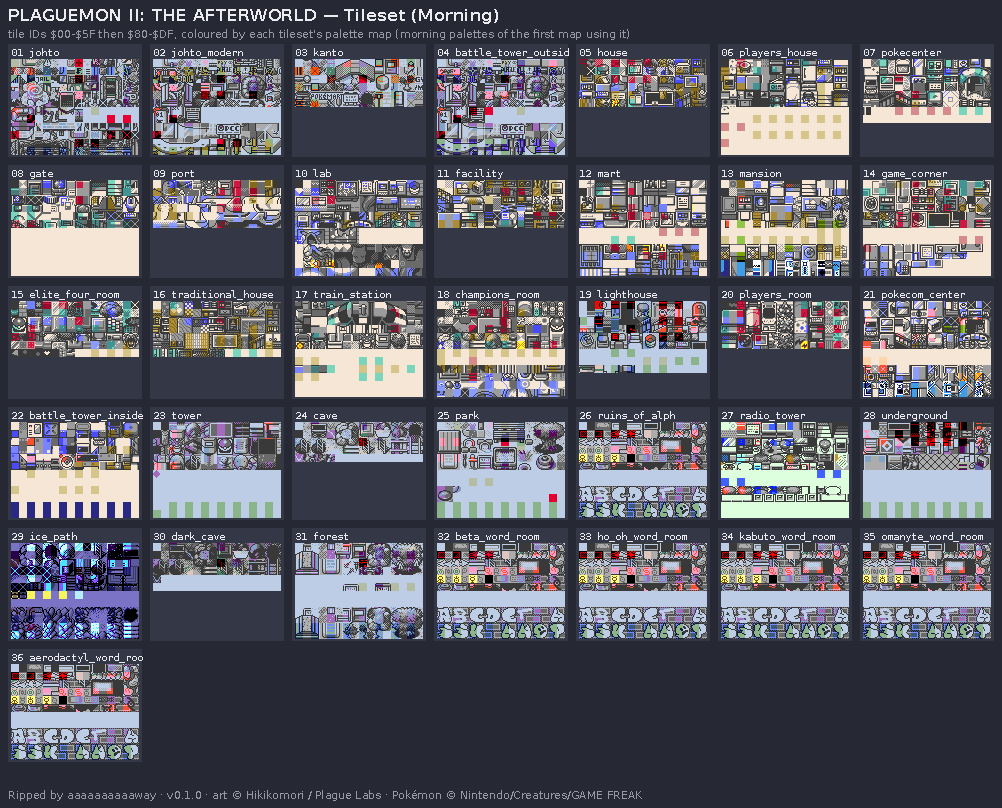 PLAGUEMON II: THE AFTERWORLD — Tileset (Morning)
tile IDs $00-$5F then $80-$DF, coloured by each tileset's palette map (morning palettes of the first map using it)
01 johto
02 johto_modern
03 kanto
04 battle_tower_outsid
05 house
06 players_house
07 pokecenter
08 gate
09 port
10 lab
11 facility
12 mart
13 mansion
14 game_corner
15 elite_four_room
16 traditional_house
17 train_station
18 champions_room
19 lighthouse
20 players_room
21 pokecom_center
22 battle_tower_inside
23 tower
24 cave
25 park
26 ruins_of_alph
27 radio_tower
28 underground
29 ice_path
30 dark_cave
31 forest
32 beta_word_room
33 ho_oh_word_room
34 kabuto_word_room
35 omanyte_word_room
36 aerodactyl_word_roo
Ripped by aaaaaaaaaaway · v0.1.0 · art © Hikikomori / Plague Labs · Pokémon © Nintendo/Creatures/GAME FREAK